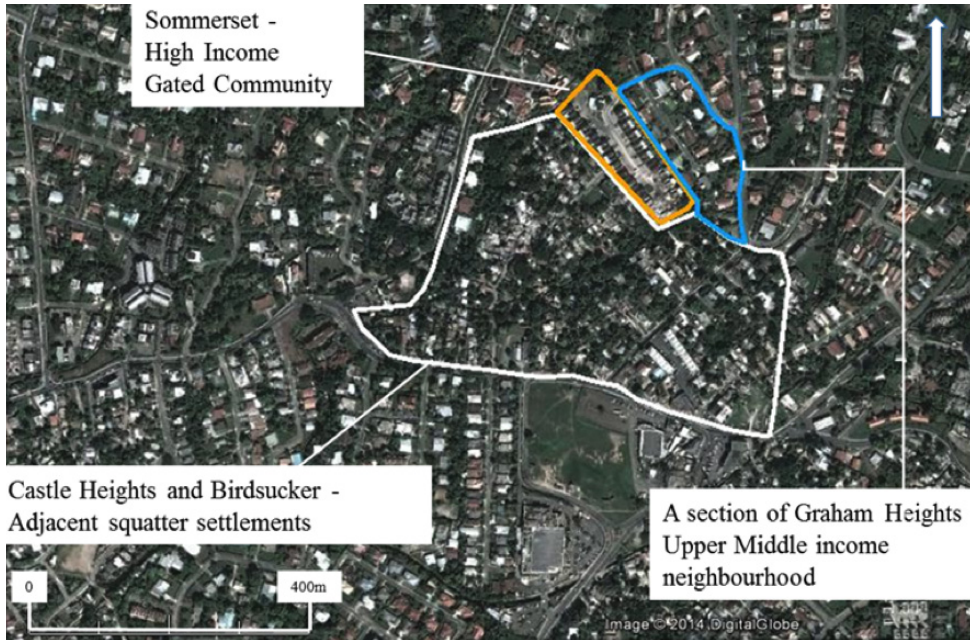 Sommerset -
High Income
Gated Community
Castle Heights and Birdsucker -
Adjacent squatter settlements
A section of Graham Heights
Upper Middle income
neighbourhood
0
400m
Image © 2014 DigitalGlobe